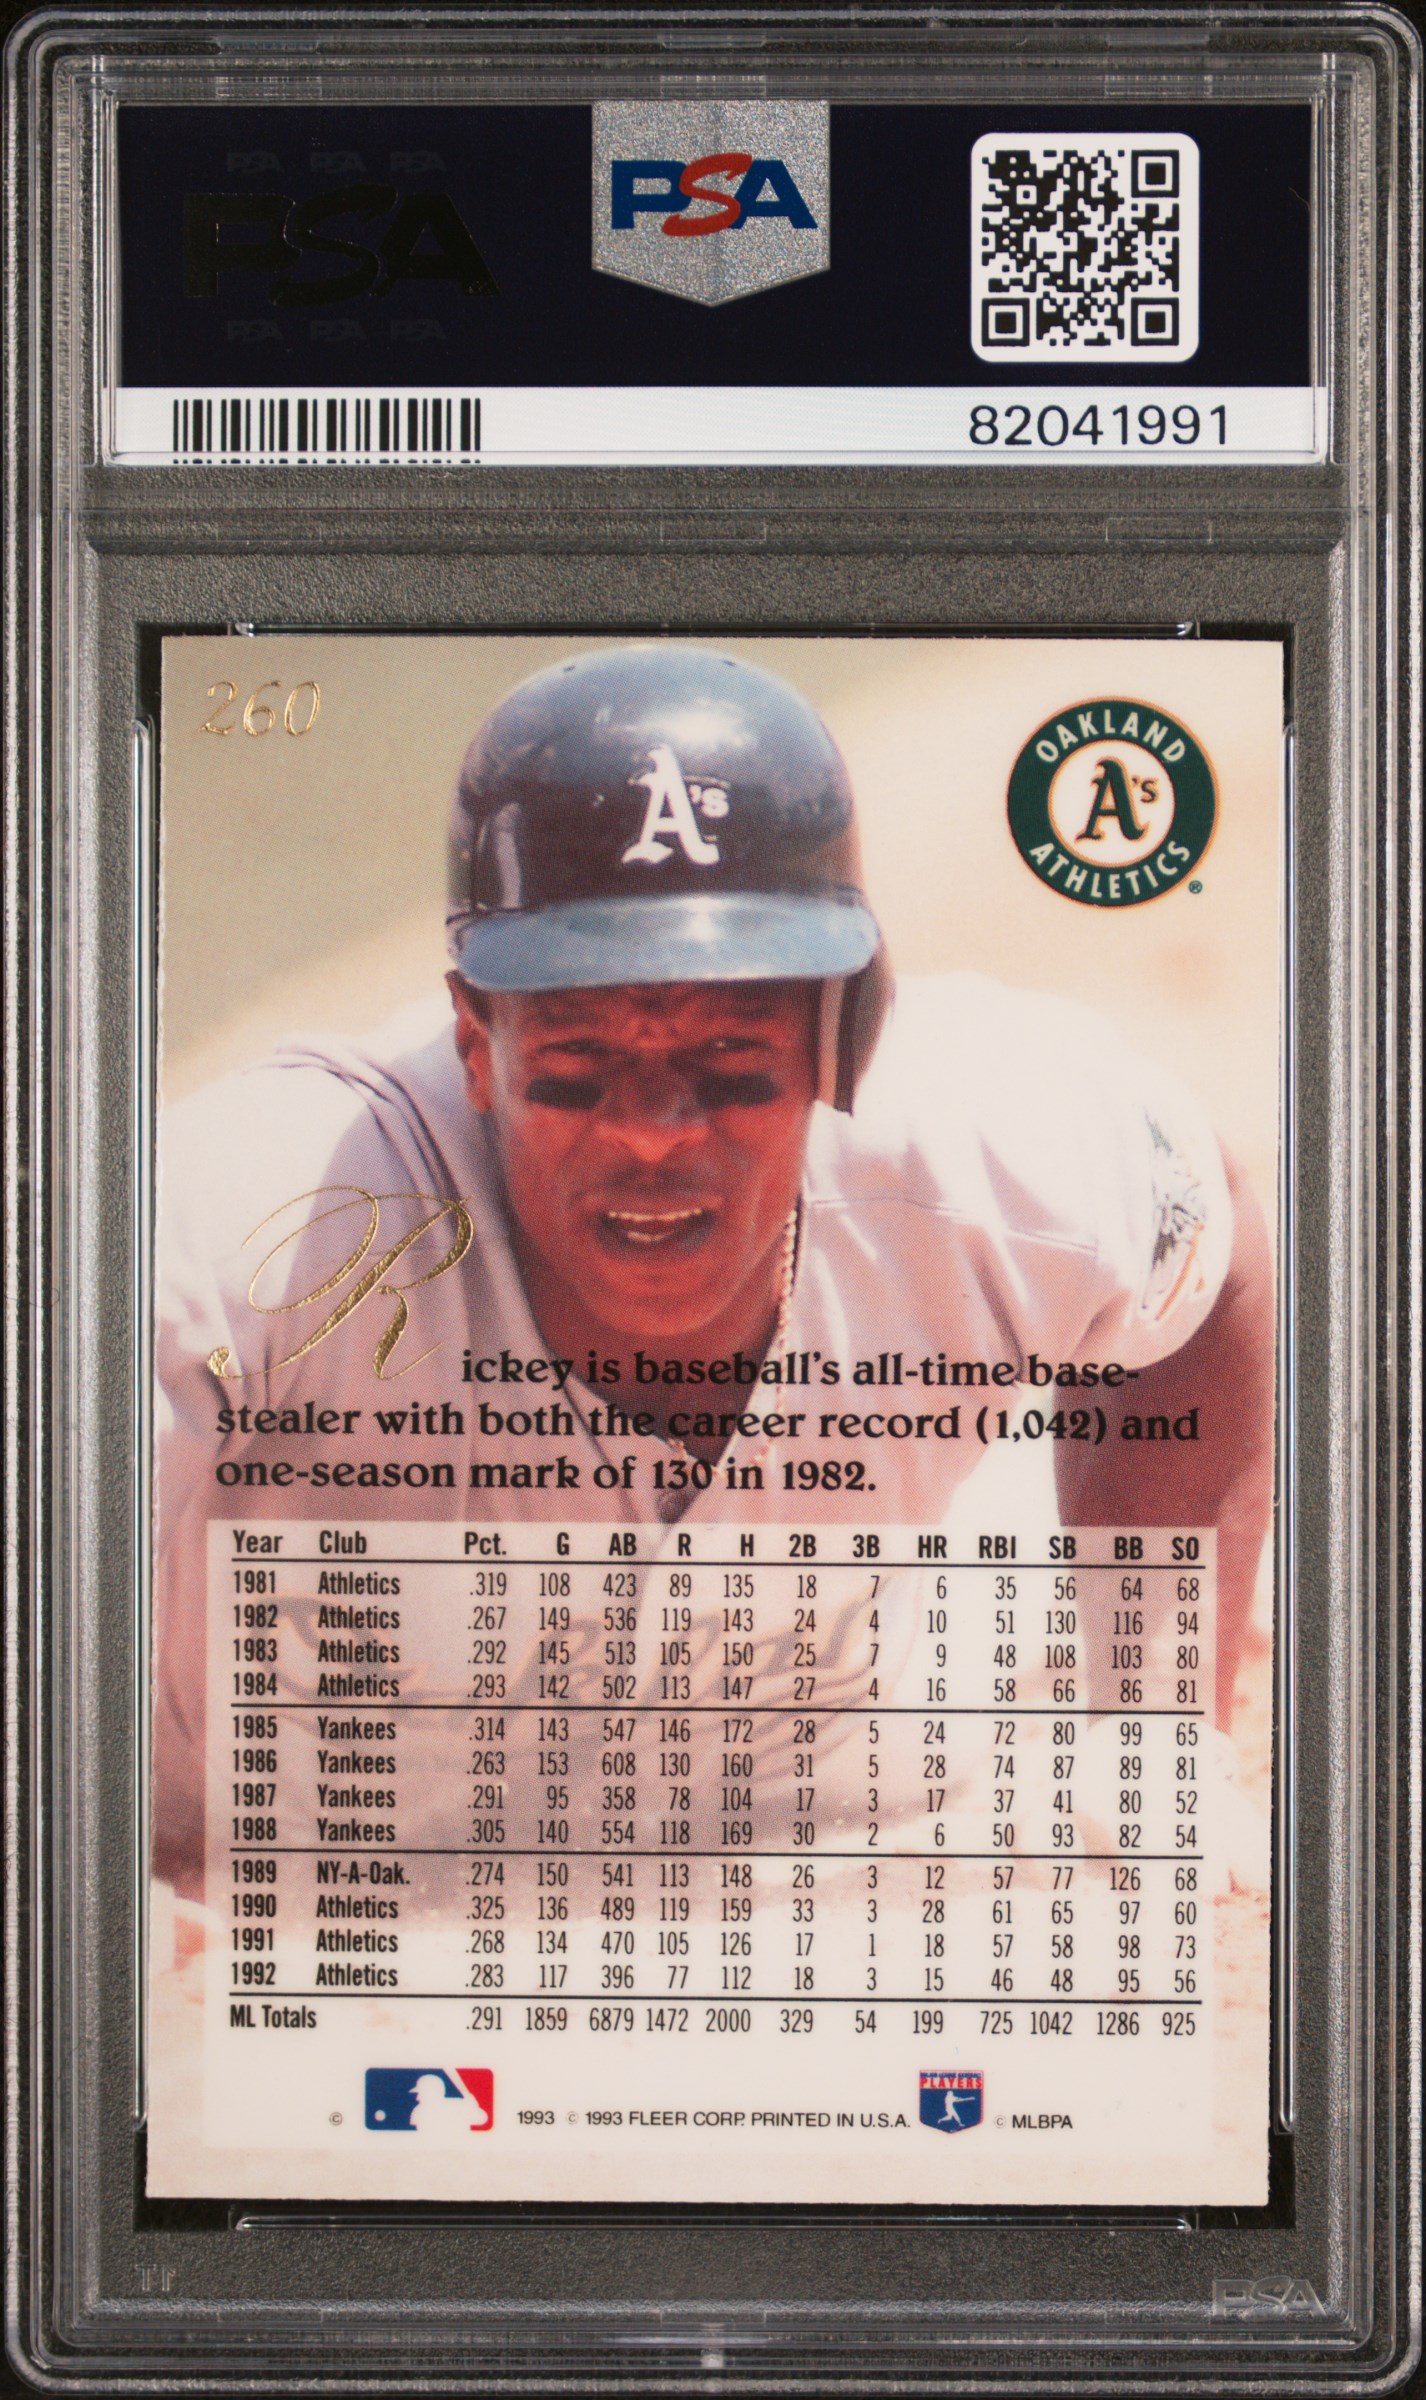 PSA PSA PSA
PSA
PSA PSA PSA
PSA
82041991
260
OAKLAND
A's
ATHLETICS
®
A's
Rickey is baseball's all-time base-
stealer with both the career record (1,042) and
one-season mark of 130 in 1982.
Year Club Pct. G AB R H 2B 3B HR RBI SB BB SO
1981 Athletics .319 108 423 89 135 18 7 6 35 56 64 68
1982 Athletics .267 149 536 119 143 24 4 10 51 130 116 94
1983 Athletics .292 145 513 105 150 25 7 9 48 108 103 80
1984 Athletics .293 142 502 113 147 27 4 16 58 66 86 81
1985 Yankees .314 143 547 146 172 28 5 24 72 80 99 65
1986 Yankees .263 153 608 130 160 31 5 28 74 87 89 81
1987 Yankees .291 95 358 78 104 17 3 17 37 41 80 52
1988 Yankees .305 140 554 118 169 30 2 6 50 93 82 54
1989 NY-A-Oak. .274 150 541 113 148 26 3 12 57 77 126 68
1990 Athletics .325 136 489 119 159 33 3 28 61 65 97 60
1991 Athletics .268 134 470 105 126 17 1 18 57 58 98 73
1992 Athletics .283 117 396 77 112 18 3 15 46 48 95 56
ML Totals .291 1859 6879 1472 2000 329 54 199 725 1042 1286 925
MAJOR LEAGUE BASEBALL
PLAYERS
© 1993 © 1993 FLEER CORP. PRINTED IN U.S.A. © MLBPA
PSA